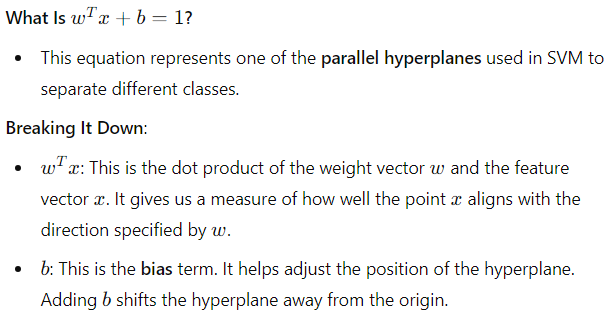 What Is wᵀx + b = 1?
• This equation represents one of the parallel hyperplanes used in SVM to
separate different classes.
Breaking It Down:
• wᵀx: This is the dot product of the weight vector w and the feature
vector x. It gives us a measure of how well the point x aligns with the
direction specified by w.
• b: This is the bias term. It helps adjust the position of the hyperplane.
Adding b shifts the hyperplane away from the origin.